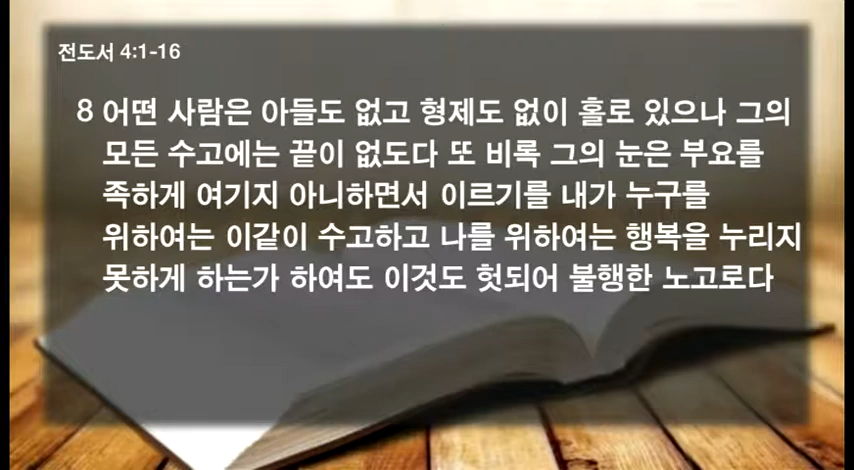 전도서 4:1-16
8 어떤 사람은 아들도 없고 형제도 없이 홀로 있으나 그의
모든 수고에는 끝이 없도다 또 비록 그의 눈은 부요를
족하게 여기지 아니하면서 이르기를 내가 누구를
위하여는 이같이 수고하고 나를 위하여는 행복을 누리지
못하게 하는가 하여도 이것도 헛되어 불행한 노고로다